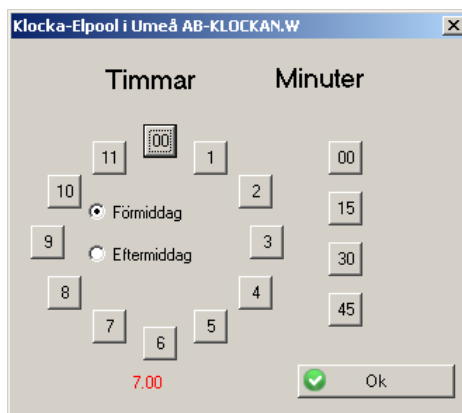 Klocka-Elpool i Umeå AB-KLOCKAN.W
Timmar Minuter
00
11 1 00
10 2
Förmiddag 15
9 3
Eftermiddag 30
8 4
45
7 5
6
7.00 Ok